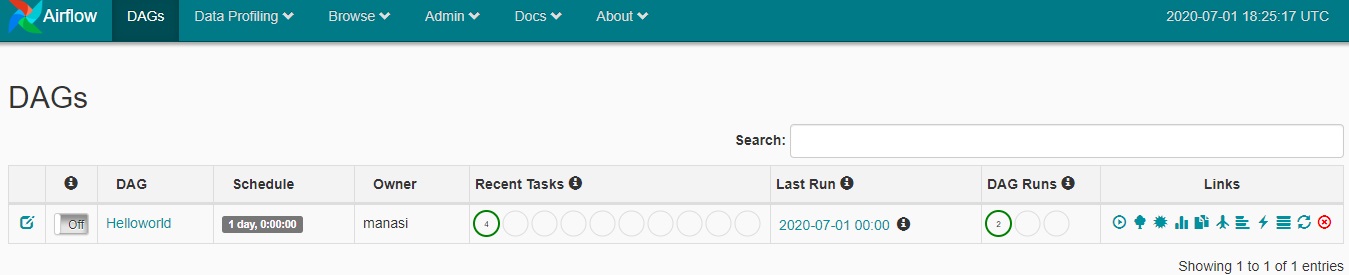 Airflow DAGs Data Profiling Browse Admin Docs About 2020-07-01 18:25:17 UTC
DAGs
Search:
DAG Schedule Owner Recent Tasks Last Run DAG Runs Links
Off Helloworld 1 day, 0:00:00 manasi 4 2020-07-01 00:00 2
Showing 1 to 1 of 1 entries